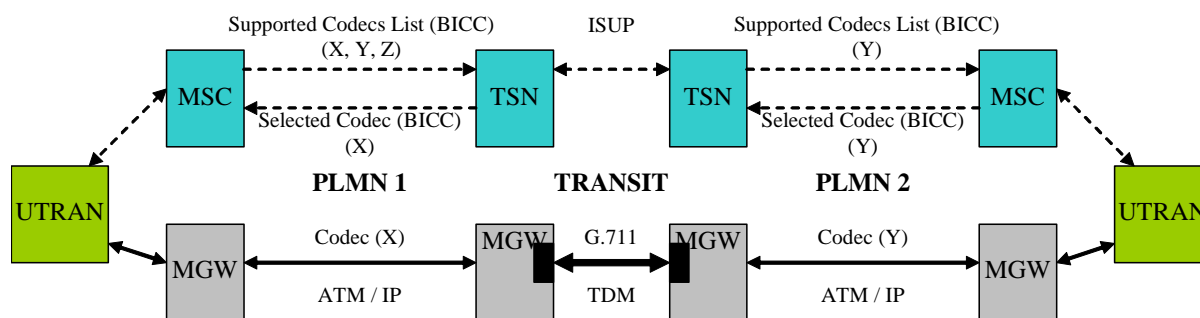 Supported Codecs List (BICC)
(X, Y, Z)
ISUP
Supported Codecs List (BICC)
(Y)
MSC
TSN
TSN
MSC
Selected Codec (BICC)
(X)
Selected Codec (BICC)
(Y)
PLMN 1
TRANSIT
PLMN 2
UTRAN
UTRAN
MGW
Codec (X)
ATM / IP
MGW
G.711
TDM
MGW
Codec (Y)
ATM / IP
MGW